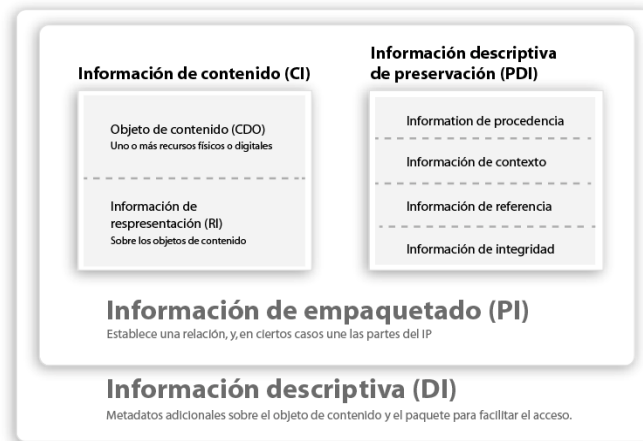 Información de contenido (CI)
Objeto de contenido (CDO)
Uno o más recursos físicos o digitales
Información de
respresentación (RI)
Sobre los objetos de contenido
Información descriptiva
de preservación (PDI)
Information de procedencia
Información de contexto
Información de referencia
Información de integridad
Información de empaquetado (PI)
Establece una relación, y, en ciertos casos une las partes del IP
Información descriptiva (DI)
Metadatos adicionales sobre el objeto de contenido y el paquete para facilitar el acceso.